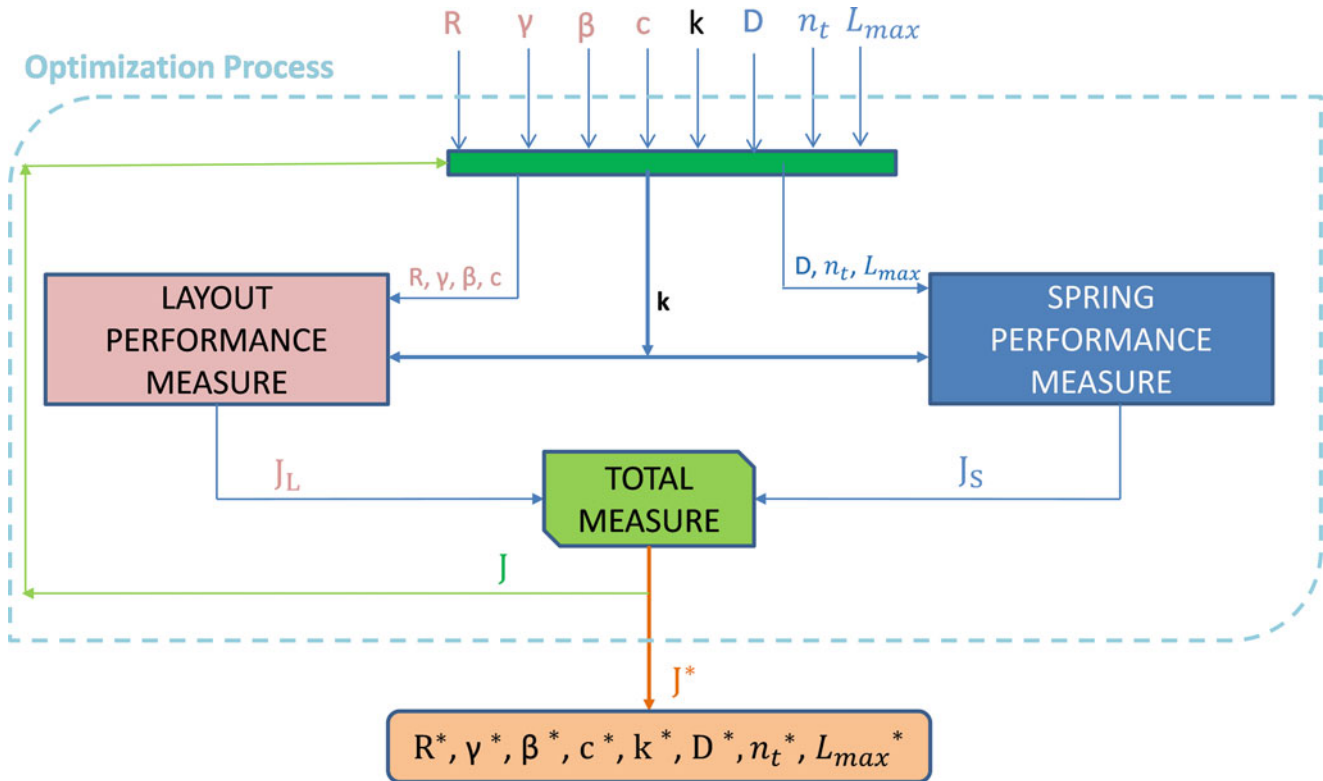 R γ β c k D n_t L_max
Optimization Process
R, γ, β, c
D, n_t, L_max
k
LAYOUT
PERFORMANCE
MEASURE
SPRING
PERFORMANCE
MEASURE
J_L
TOTAL
MEASURE
J_S
J
J*
R*, γ*, β*, c*, k*, D*, n_t*, L_max*